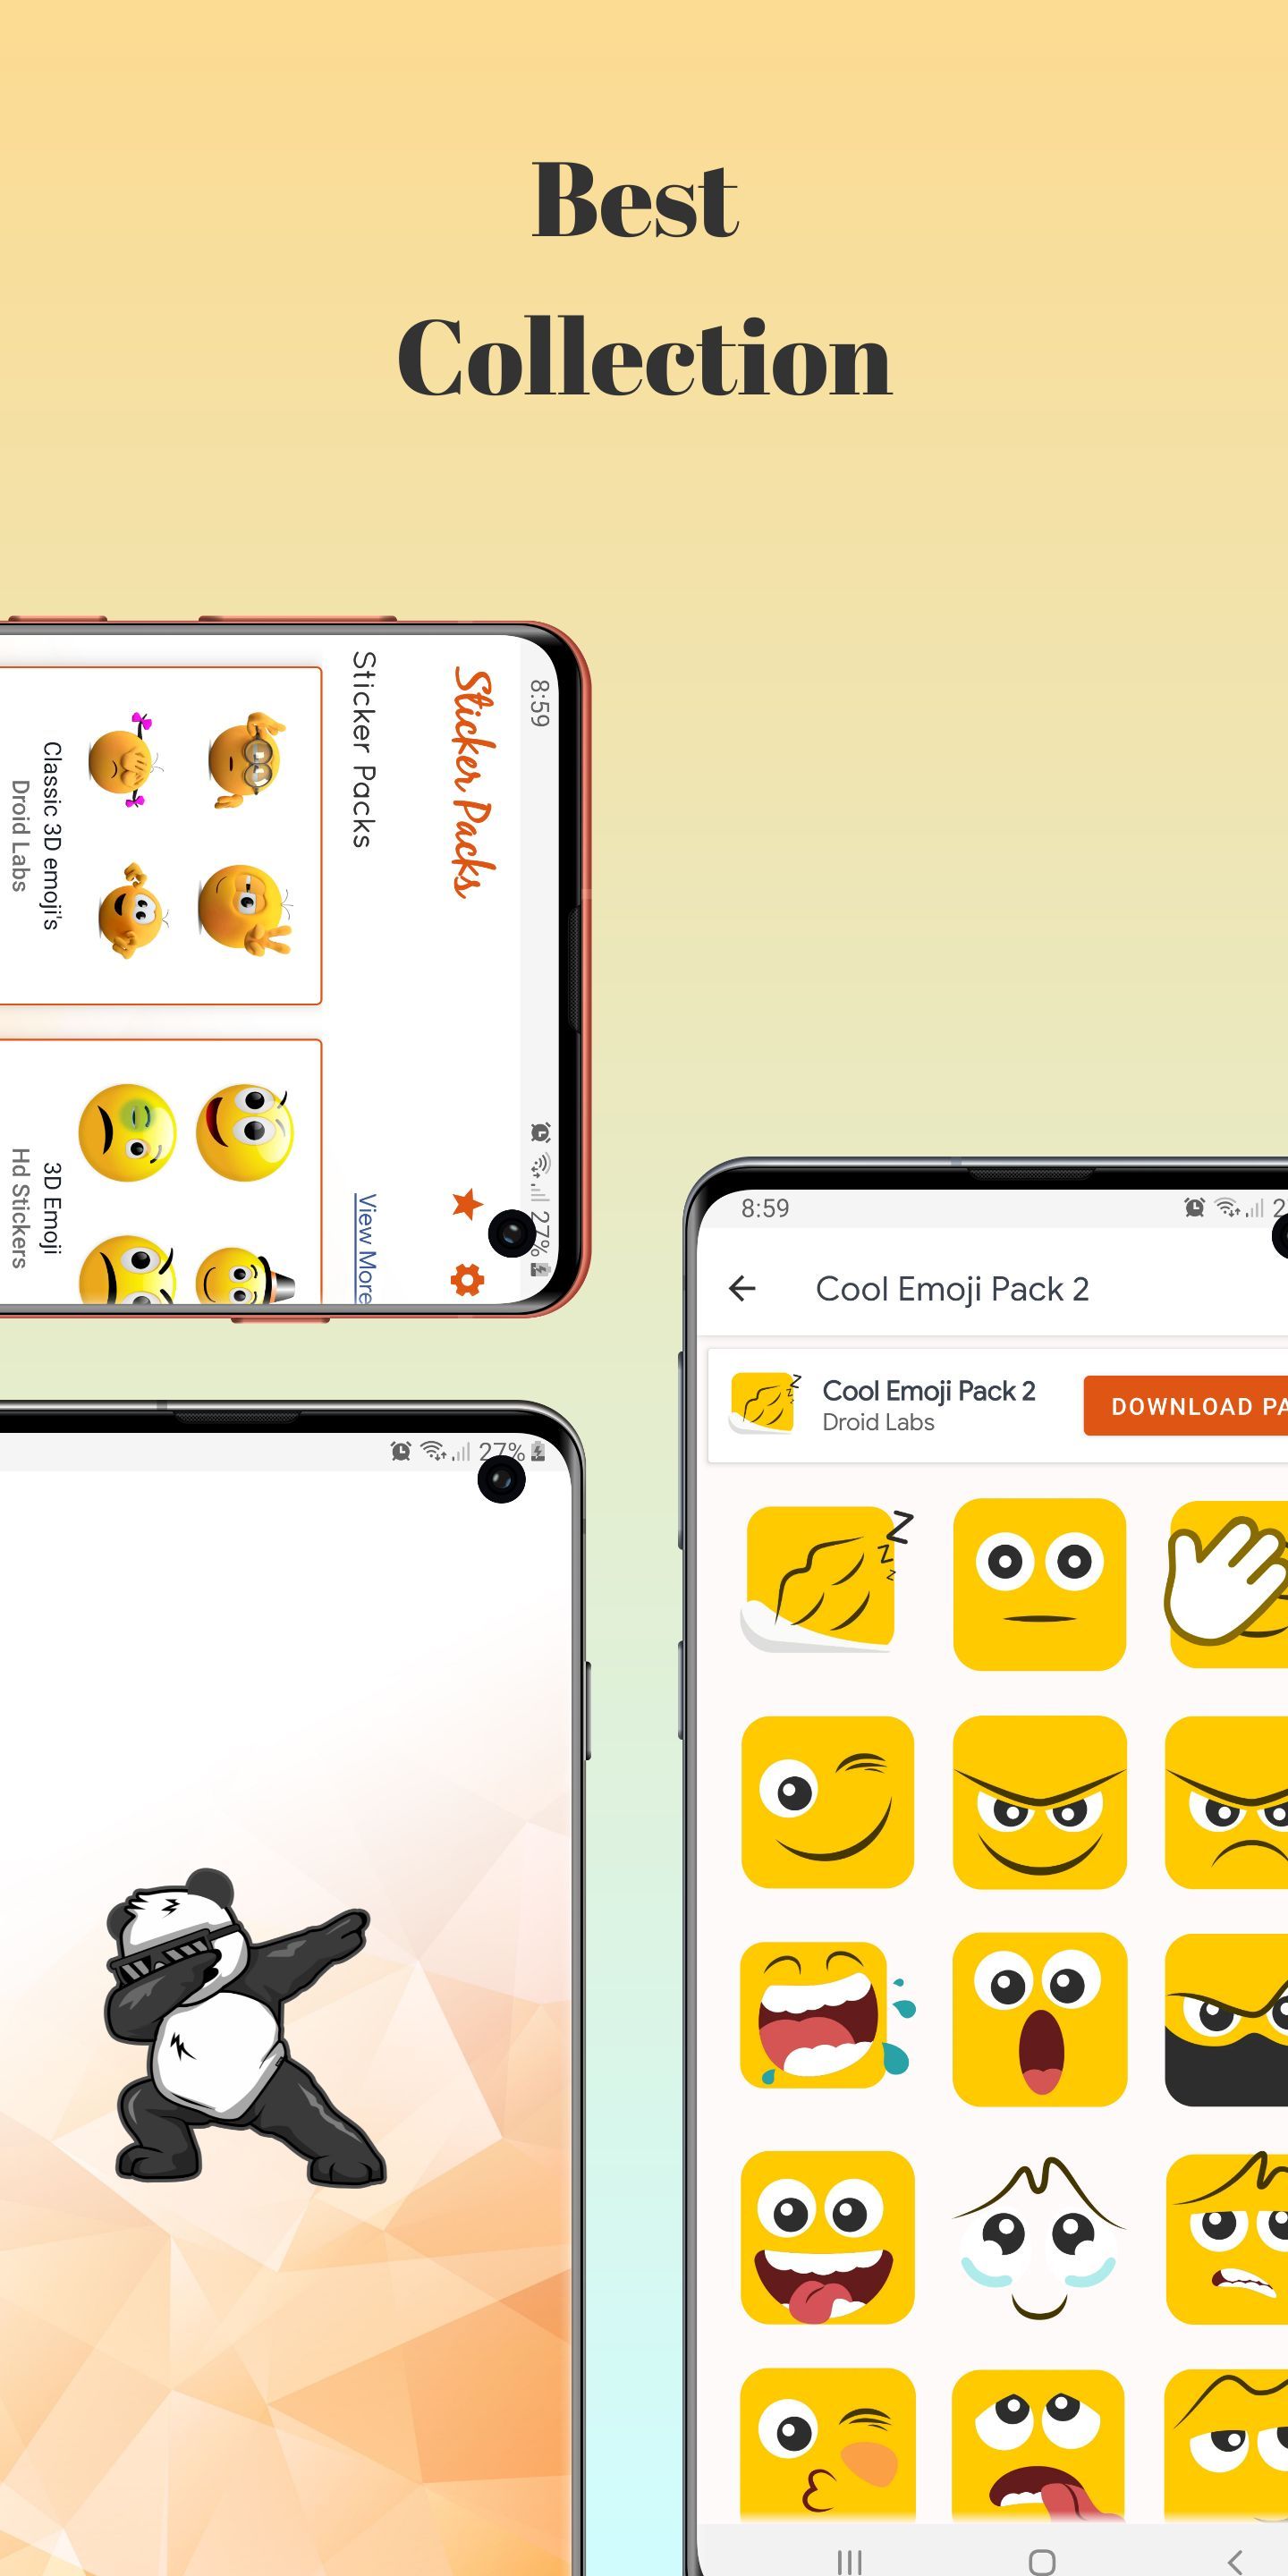 Best
Collection
8:59
27%
Sticker Packs
Sticker Packs
View More
Classic 3D emoji's
Droid Labs
3D Emoji
Hd Stickers
8:59
2
Cool Emoji Pack 2
Cool Emoji Pack 2
Droid Labs
DOWNLOAD PA
z
z
z
z
z
z
27%